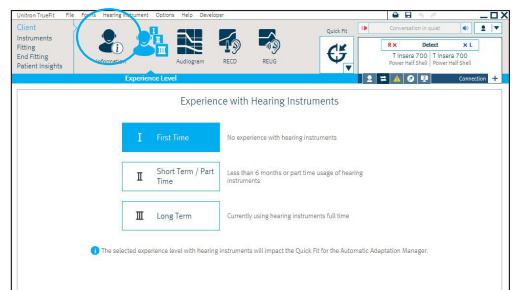 Unitron TrueFit File Forms Hearing Instrument Options Help Developer
Client
Instruments
Fitting
End Fitting
Patient Insights
Information
Audiogram
RECD
REUG
Quick Fit
Experience Level
Conversation in quiet
R X Detect X L
T Insera 700 T Insera 700
Power Half Shell Power Half Shell
Connection +
Experience with Hearing Instruments
I First Time No experience with hearing instruments
II Short Term / Part Time Less than 6 months or part time usage of hearing instruments
III Long Term Currently using hearing instruments full time
The selected experience level with hearing instruments will impact the Quick Fit for the Automatic Adaptation Manager.